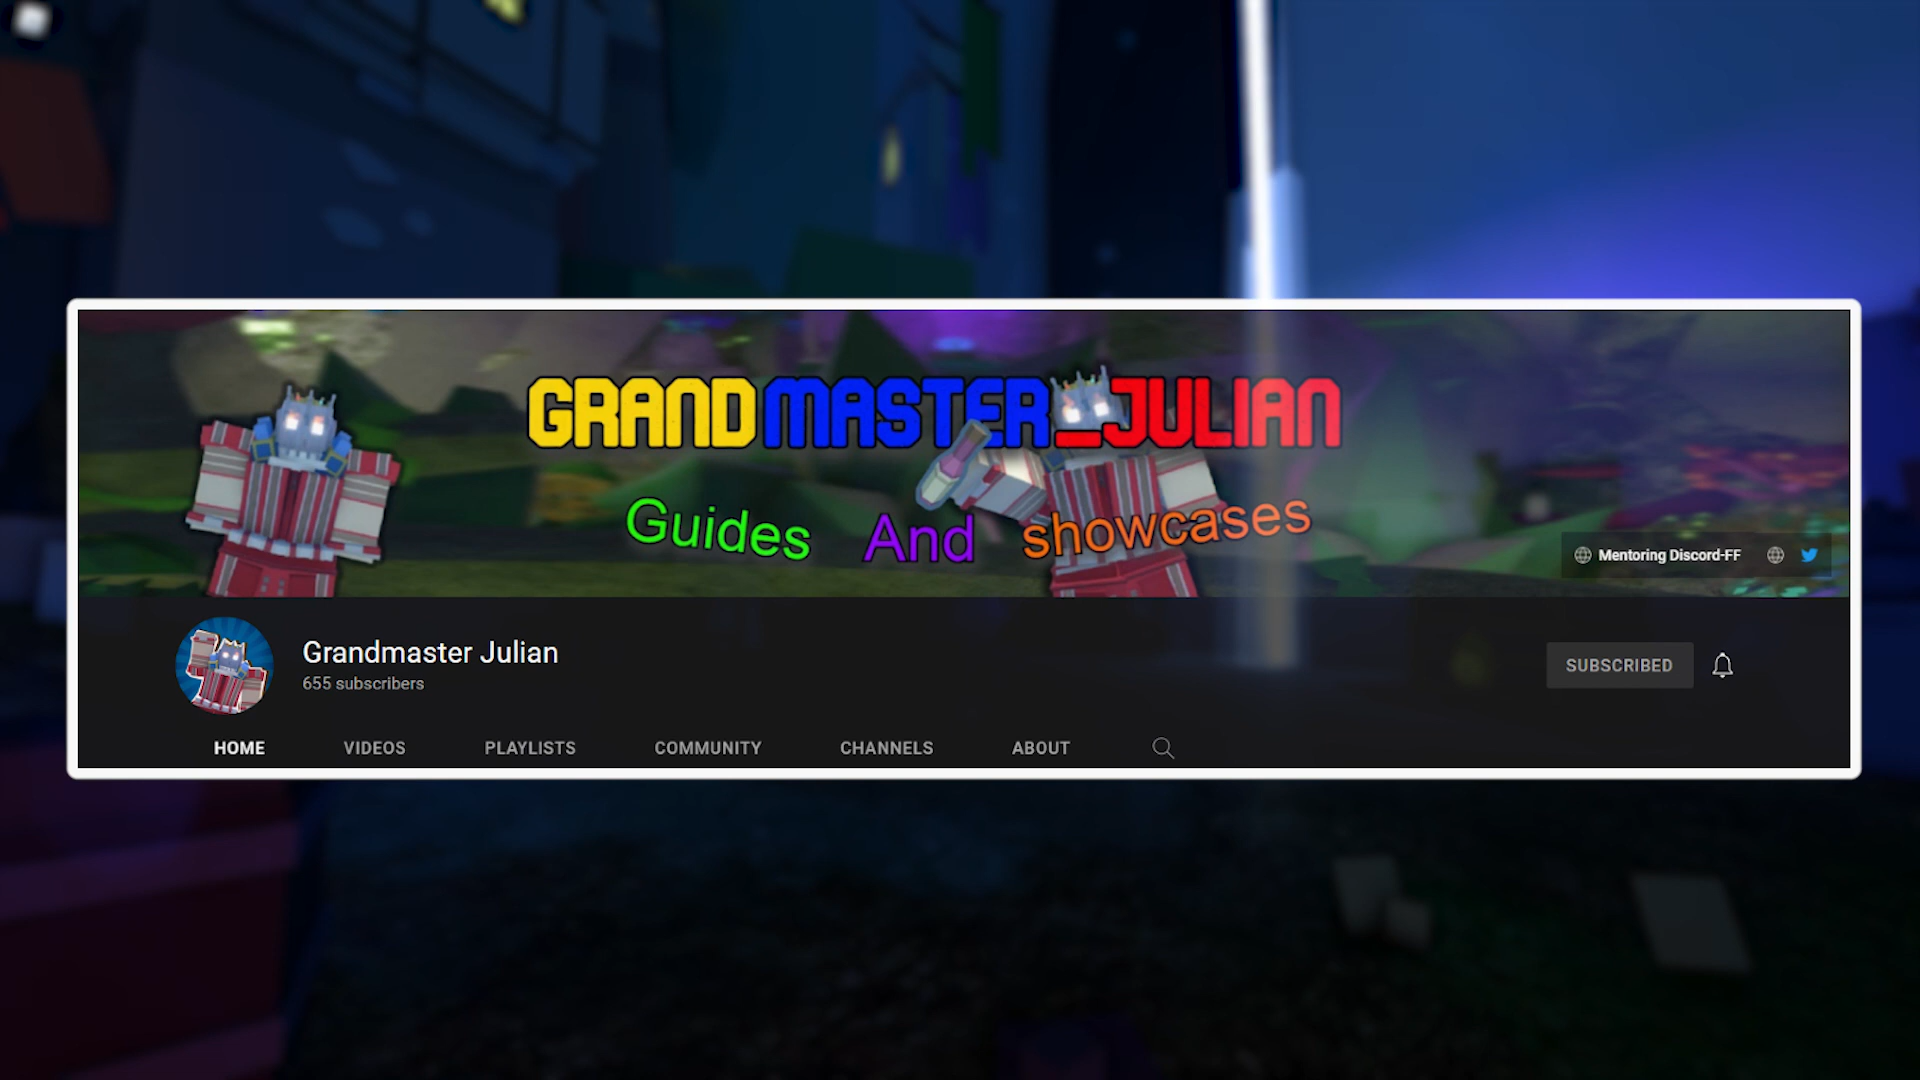 GRANDMASTER_JULIAN
Guides And showcases
Mentoring Discord-FF
Grandmaster Julian
655 subscribers
SUBSCRIBED
HOME VIDEOS PLAYLISTS COMMUNITY CHANNELS ABOUT